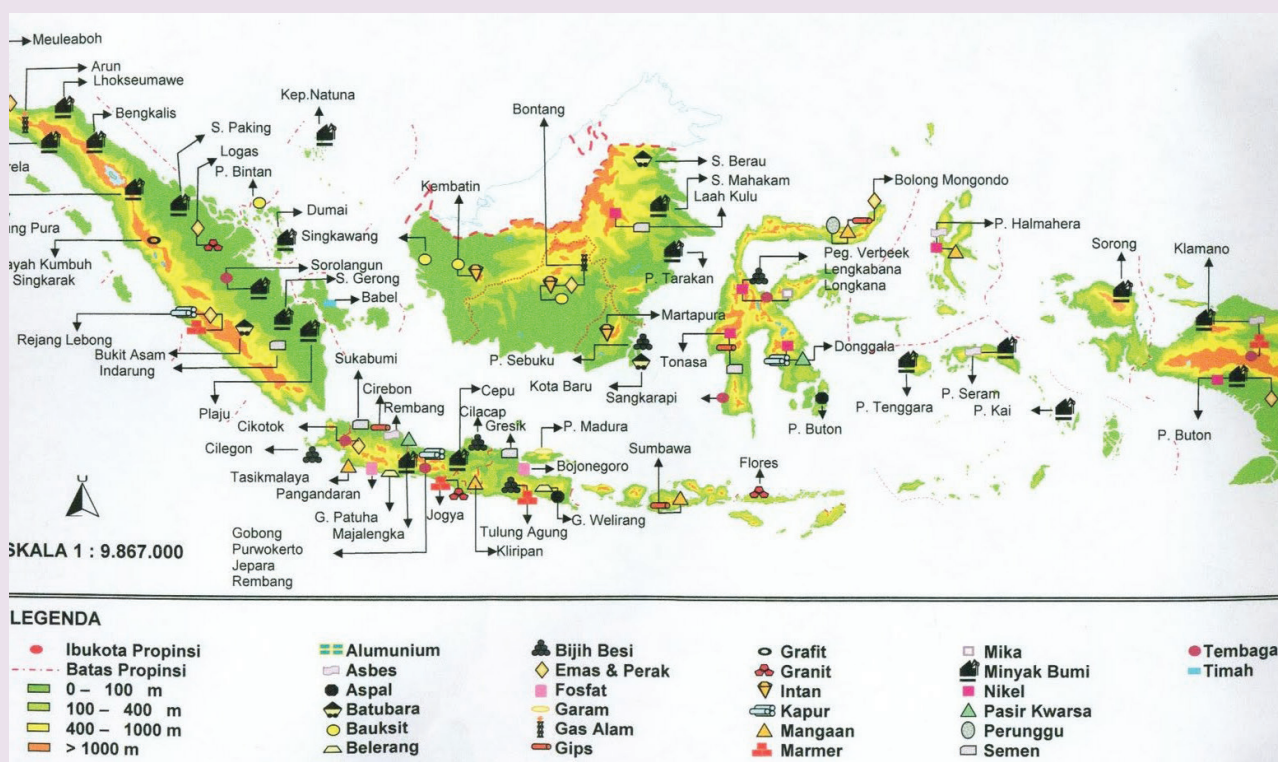 Meuleaboh
Arun
Lhokseumawe
Bengkalis
S. Paking
Logas
P. Bintan
Kep.Natuna
Bontang
Kembatin
S. Berau
S. Mahakam
Laah Kulu
Bolong Mongondo
P. Halmahera
Sorong
Klamano
rela
Dumai
Singkawang
ang Pura
ayah Kumbuh
Singkarak
Sorolangun
S. Gerong
Babel
P. Tarakan
Peg. Verbeek
Lengkabana
Longkana
Martapura
Rejang Lebong
Bukit Asam
Indarung
Plaju
Sukabumi
P. Sebuku
Kota Baru
Tonasa
Sangkarapi
Donggala
P. Buton
P. Tenggara
P. Seram
P. Kai
P. Buton
Cirebon
Rembang
Cepu
Cilacap
Gresik
P. Madura
Cikotok
Cilegon
Tasikmalaya
Pangandaran
Bojonegoro
Sumbawa
Flores
G. Patuha
Majalengka
Jogya
Tulung Agung
Kliripan
G. Welirang
Gobong
Purwokerto
Jepara
Rembang
SKALA 1 : 9.867.000
LEGENDA
Ibukota Propinsi
Batas Propinsi
0 – 100 m
100 – 400 m
400 – 1000 m
> 1000 m
Alumunium
Asbes
Aspal
Batubara
Bauksit
Belerang
Bijih Besi
Emas & Perak
Fosfat
Garam
Gas Alam
Gips
Grafit
Granit
Intan
Kapur
Mangaan
Marmer
Mika
Minyak Bumi
Nikel
Pasir Kwarsa
Perunggu
Semen
Tembaga
Timah